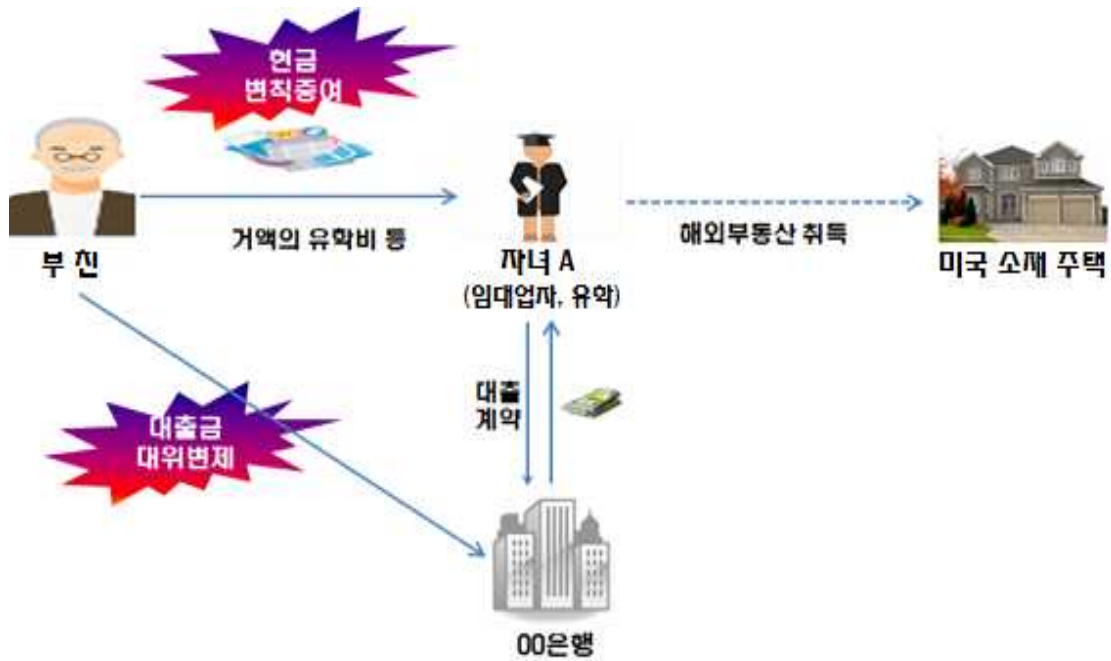 현금
변칙증여
거액의 유학비 등
부 친
자녀 A
(임대업자, 유학)
해외부동산 취득
미국 소재 주택
대출
계약
대출금
대위변제
00은행